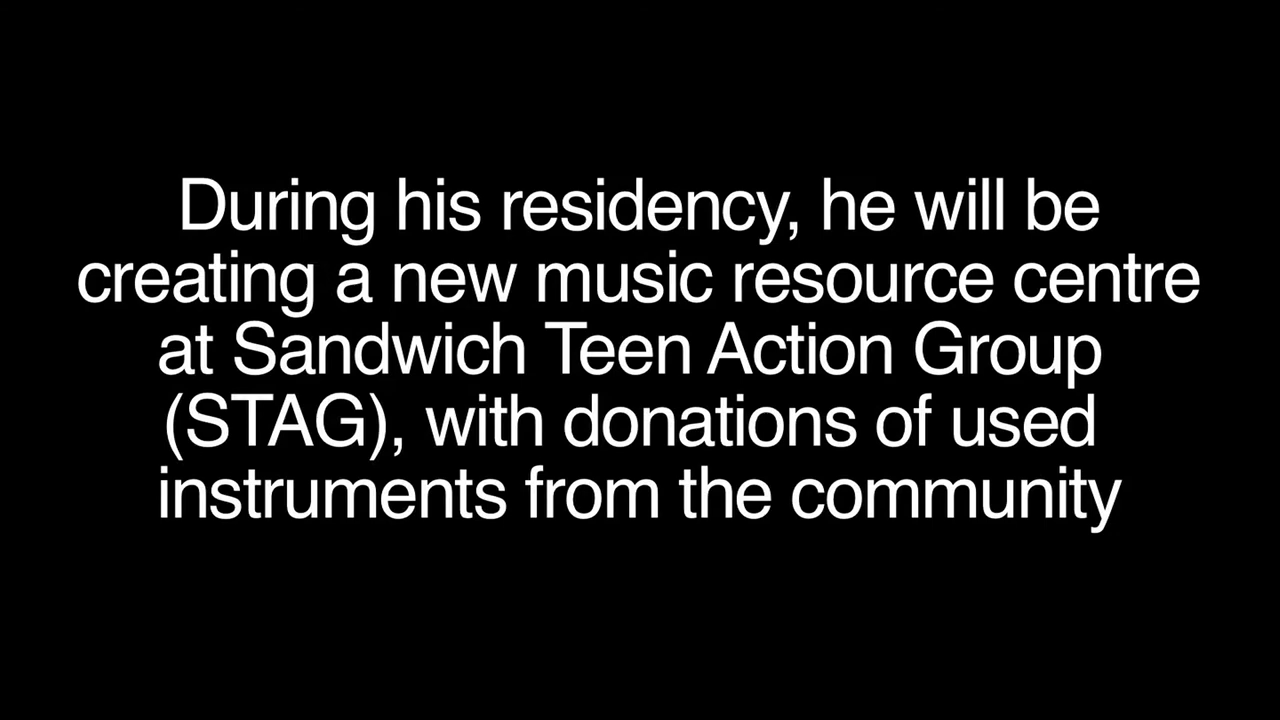 During his residency, he will be
creating a new music resource centre
at Sandwich Teen Action Group
(STAG), with donations of used
instruments from the community